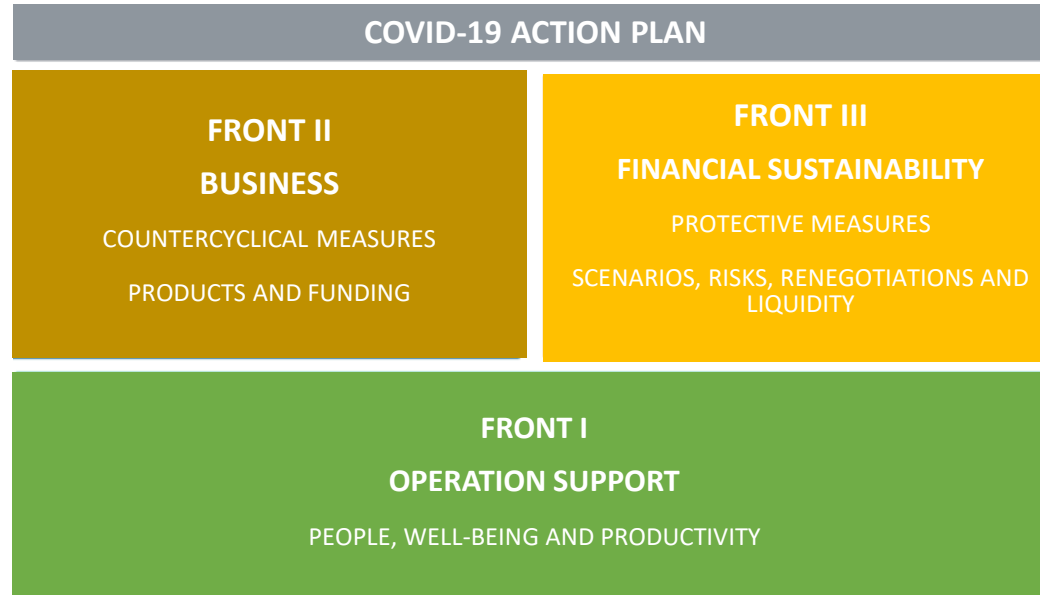 COVID-19 ACTION PLAN
FRONT II
BUSINESS
COUNTERCYCLICAL MEASURES
PRODUCTS AND FUNDING
FRONT III
FINANCIAL SUSTAINABILITY
PROTECTIVE MEASURES
SCENARIOS, RISKS, RENEGOTIATIONS AND
LIQUIDITY
FRONT I
OPERATION SUPPORT
PEOPLE, WELL-BEING AND PRODUCTIVITY